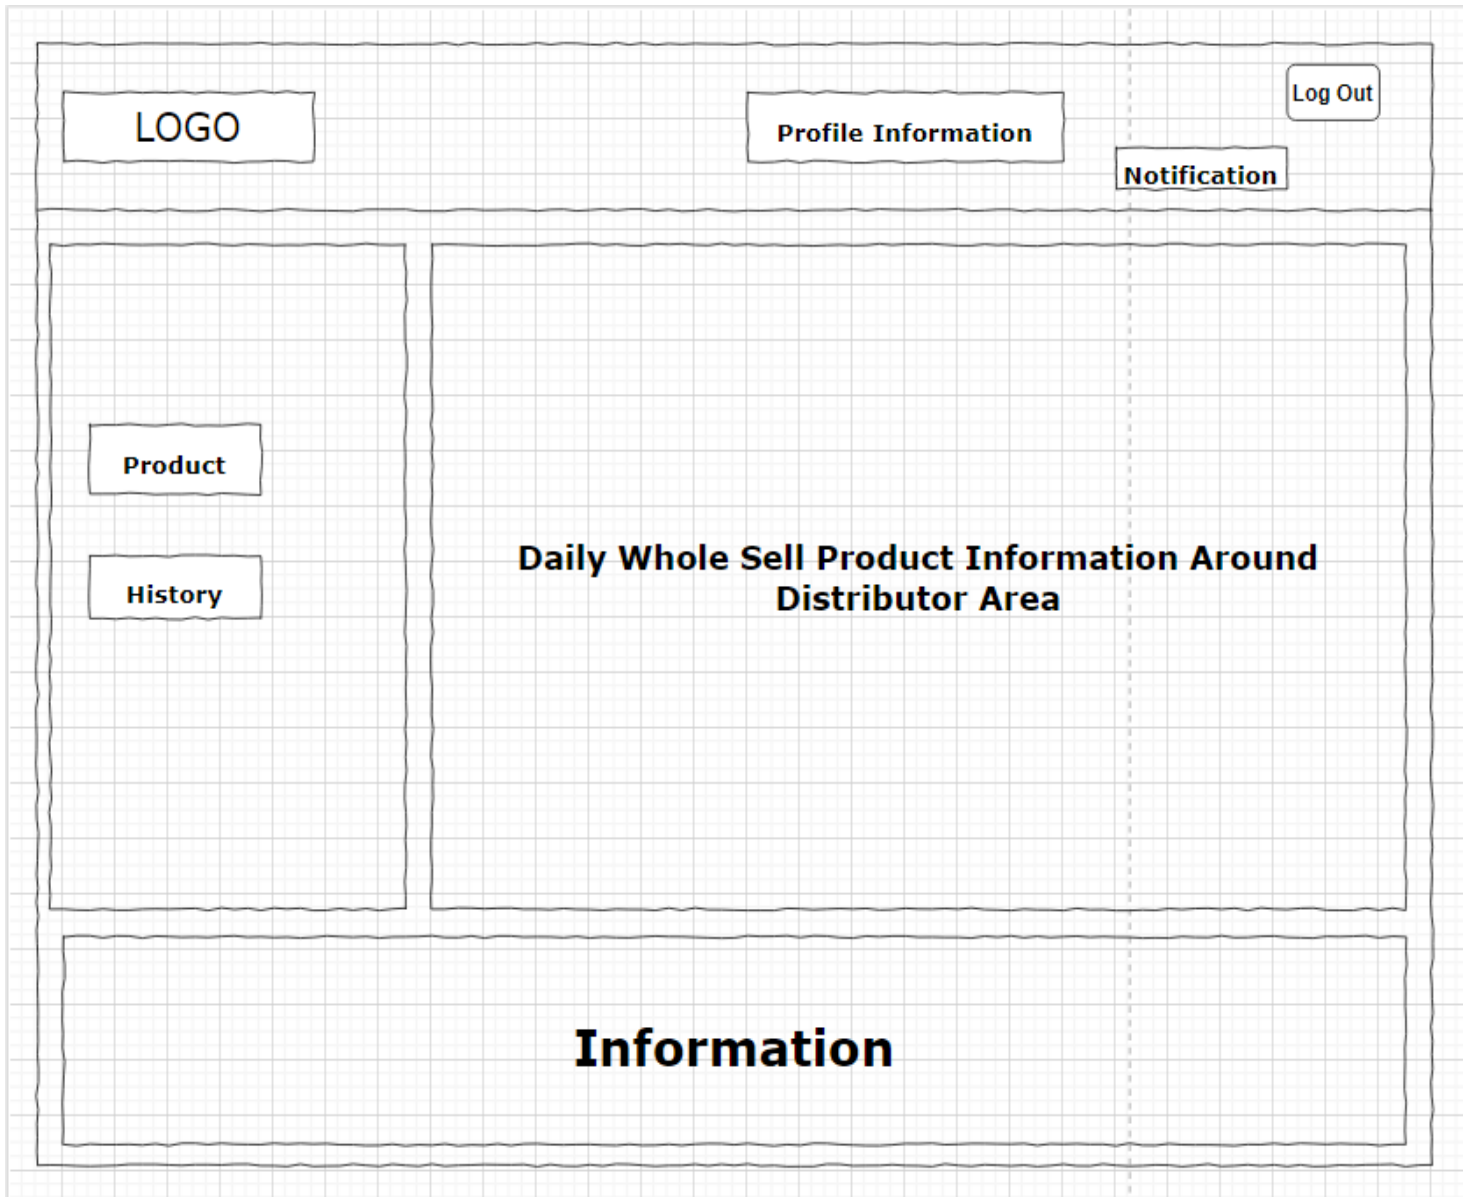 Log Out
LOGO
Profile Information
Notification
Product
History
Daily Whole Sell Product Information Around
Distributor Area
Information